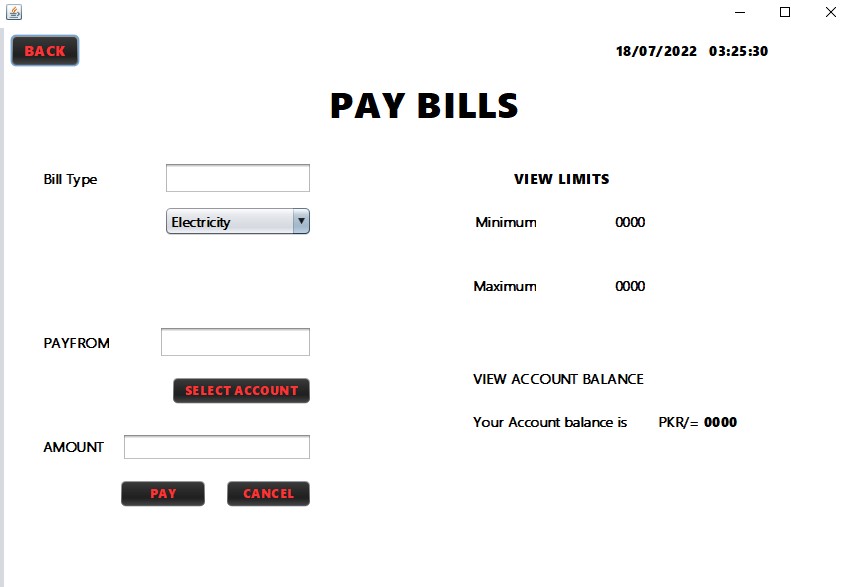 BACK
18/07/2022 03:25:30
PAY BILLS
Bill Type
Electricity
PAYFROM
SELECT ACCOUNT
AMOUNT
PAY
CANCEL
VIEW LIMITS
Minimum 0000
Maximum 0000
VIEW ACCOUNT BALANCE
Your Account balance is PKR/= 0000